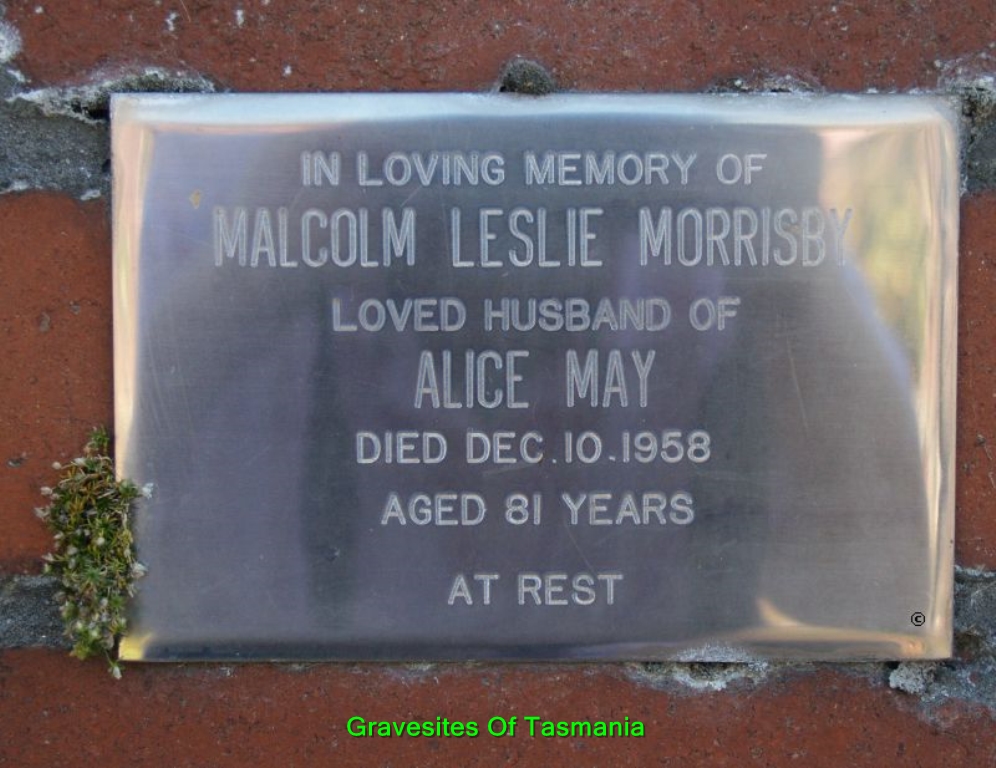 IN LOVING MEMORY OF
MALCOLM LESLIE MORRISBY
LOVED HUSBAND OF
ALICE MAY
DIED DEC. 10. 1958
AGED 81 YEARS
AT REST
©
Gravesites Of Tasmania